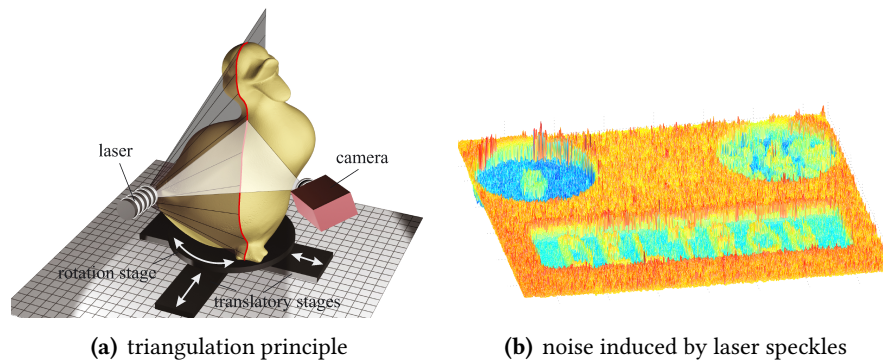 laser
camera
rotation stage
translatory stages
(a) triangulation principle
(b) noise induced by laser speckles